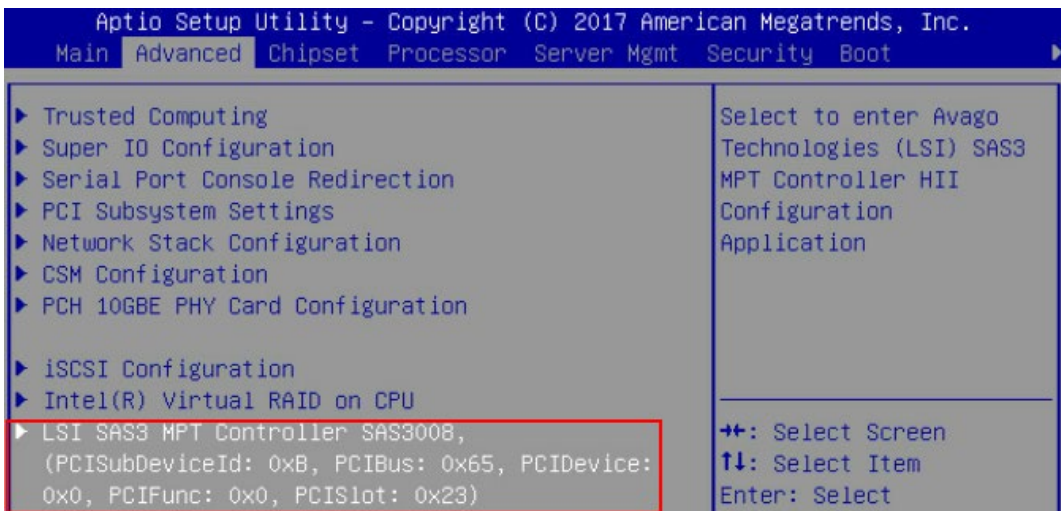 Aptio Setup Utility – Copyright (C) 2017 American Megatrends, Inc.
Main Advanced Chipset Processor Server Mgmt Security Boot
Trusted Computing
Super IO Configuration
Serial Port Console Redirection
PCI Subsystem Settings
Network Stack Configuration
CSM Configuration
PCH 10GBE PHY Card Configuration
iSCSI Configuration
Intel(R) Virtual RAID on CPU
LSI SAS3 MPT Controller SAS3008,
(PCISubDeviceId: 0xB, PCIBus: 0x65, PCIDevice:
0x0, PCIFunc: 0x0, PCISlot: 0x23)
Select to enter Avago
Technologies (LSI) SAS3
MPT Controller HII
Configuration
Application
→←: Select Screen
↑↓: Select Item
Enter: Select